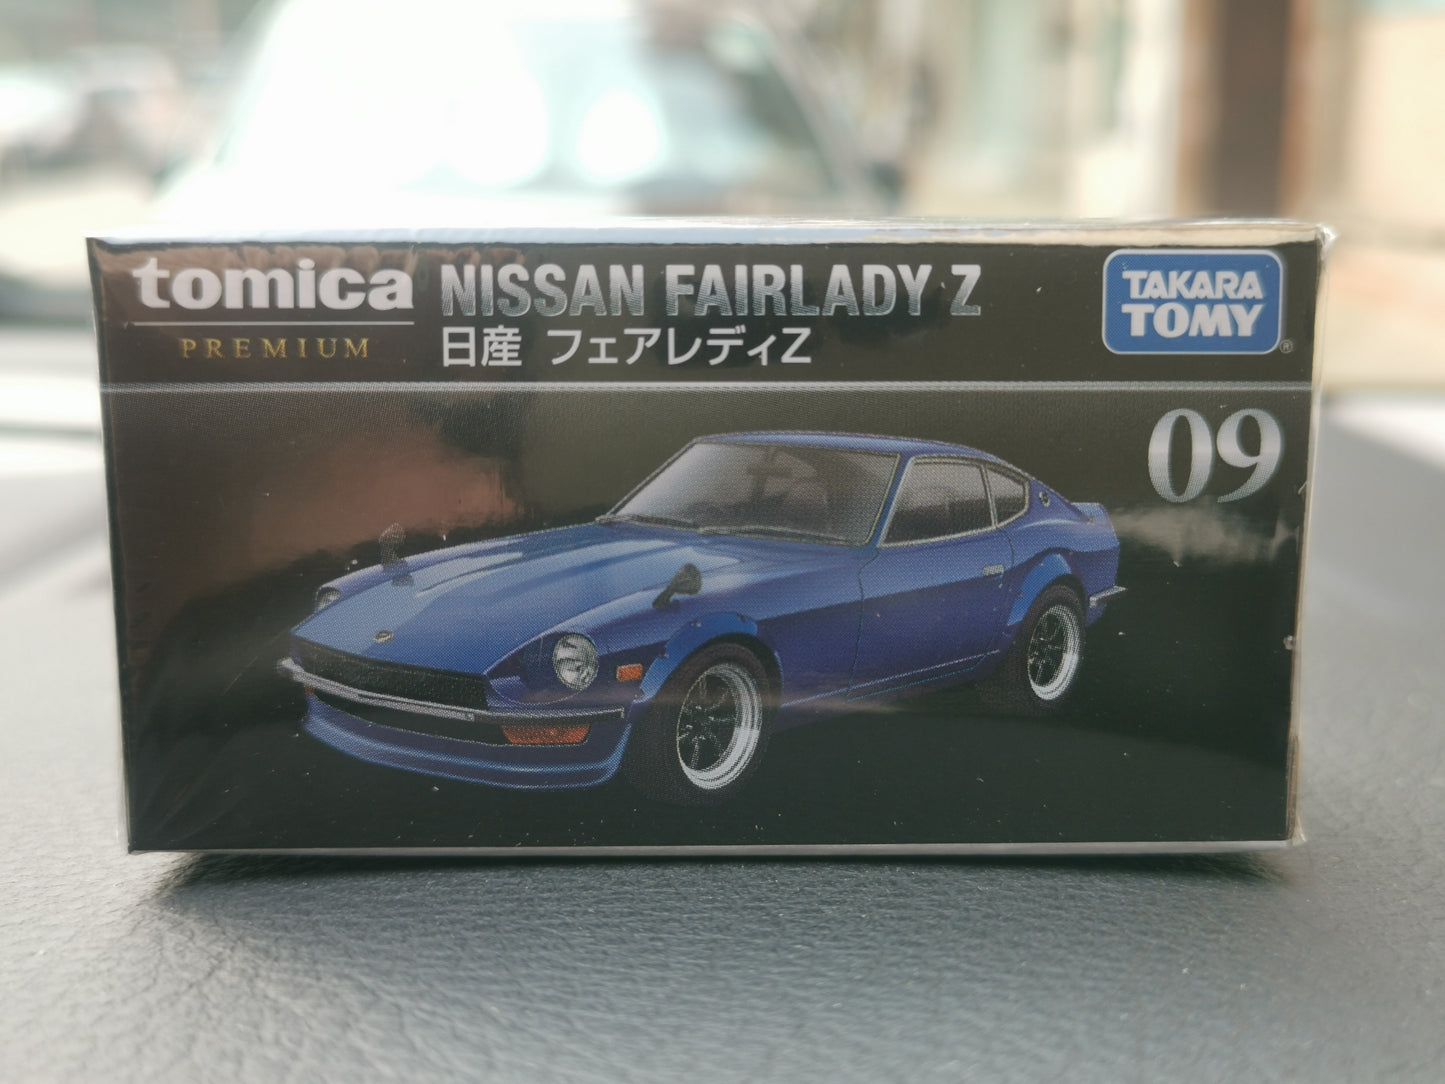 tomica
PREMIUM
NISSAN FAIRLADY Z
日産 フェアレディZ
TAKARA
TOMY
®
09